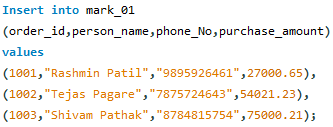 Insert into mark_01
(order_id,person_name,phone_No,purchase_amount)
values
(1001,"Rashmin Patil","9895926461",27000.65),
(1002,"Tejas Pagare","7875724643",54021.23),
(1003,"Shivam Pathak","8784815754",75000.21);